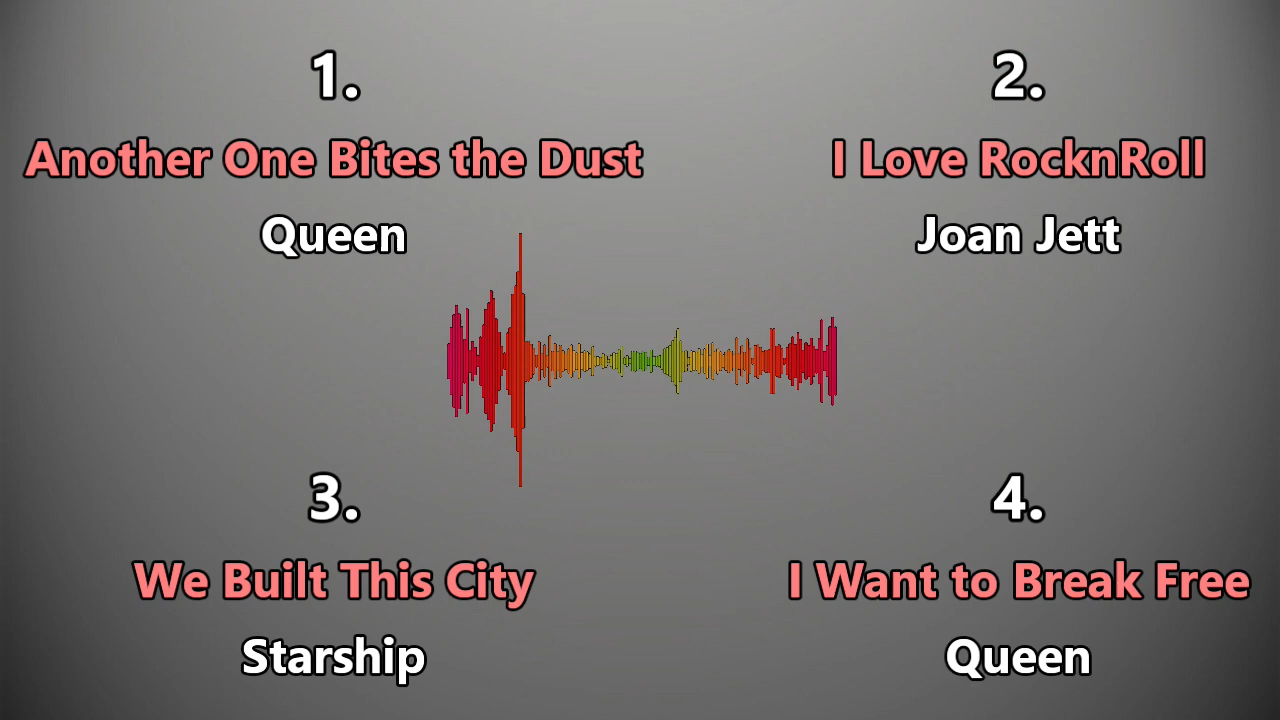 1.
Another One Bites the Dust
Queen
2.
I Love RocknRoll
Joan Jett
3.
We Built This City
Starship
4.
I Want to Break Free
Queen